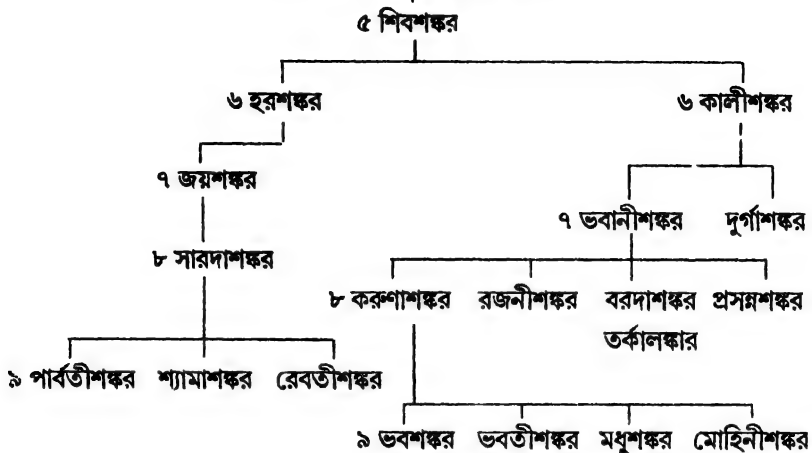 ৫ শিবশঙ্কর
৬ হরশঙ্কর ৬ কালীশঙ্কর
৭ জয়শঙ্কর
৭ ভবানীশঙ্কর দুর্গাশঙ্কর
৮ সারদাশঙ্কর
৮ করুণাশঙ্কর রজনীশঙ্কর বরদাশঙ্কর প্রসন্নশঙ্কর
তর্কালঙ্কার
৯ পার্বতীশঙ্কর শ্যামাশঙ্কর রেবতীশঙ্কর
৯ ভবশঙ্কর ভবতীশঙ্কর মধুশঙ্কর মোহিনীশঙ্কর